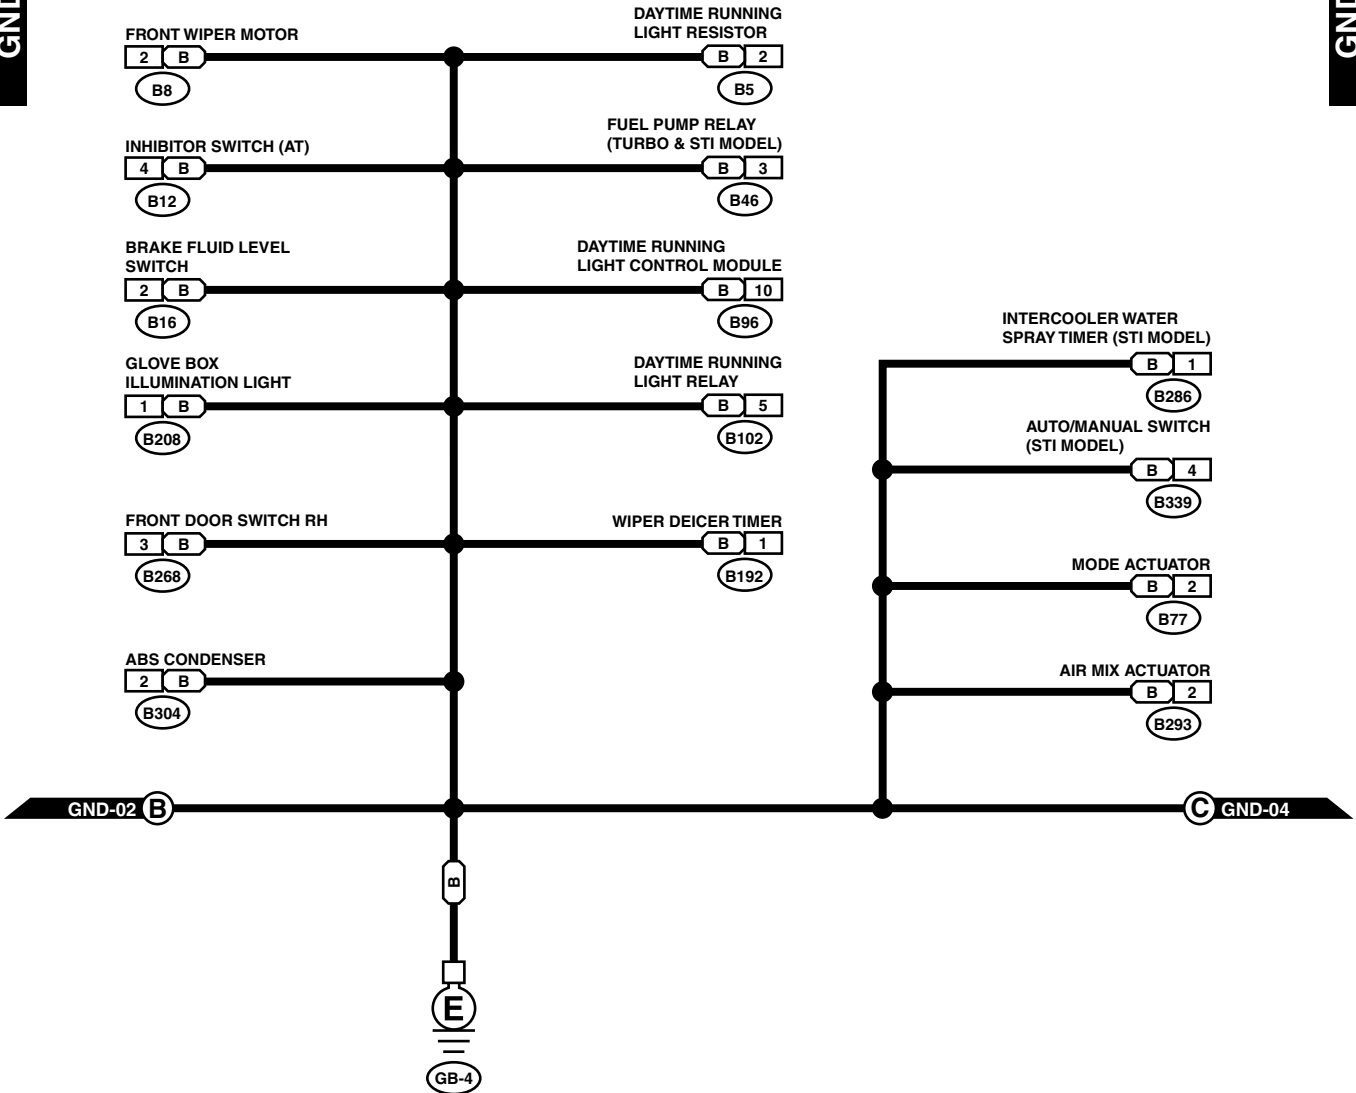 GND
GND
FRONT WIPER MOTOR
2 B
B8
DAYTIME RUNNING
LIGHT RESISTOR
B 2
B5
INHIBITOR SWITCH (AT)
4 B
B12
FUEL PUMP RELAY
(TURBO & STI MODEL)
B 3
B46
BRAKE FLUID LEVEL
SWITCH
2 B
B16
DAYTIME RUNNING
LIGHT CONTROL MODULE
B 10
B96
GLOVE BOX
ILLUMINATION LIGHT
1 B
B208
DAYTIME RUNNING
LIGHT RELAY
B 5
B102
INTERCOOLER WATER
SPRAY TIMER (STI MODEL)
B 1
B286
AUTO/MANUAL SWITCH
(STI MODEL)
B 4
B339
FRONT DOOR SWITCH RH
3 B
B268
WIPER DEICER TIMER
B 1
B192
MODE ACTUATOR
B 2
B77
ABS CONDENSER
2 B
B304
AIR MIX ACTUATOR
B 2
B293
GND-02 B
C GND-04
B
E
GB-4